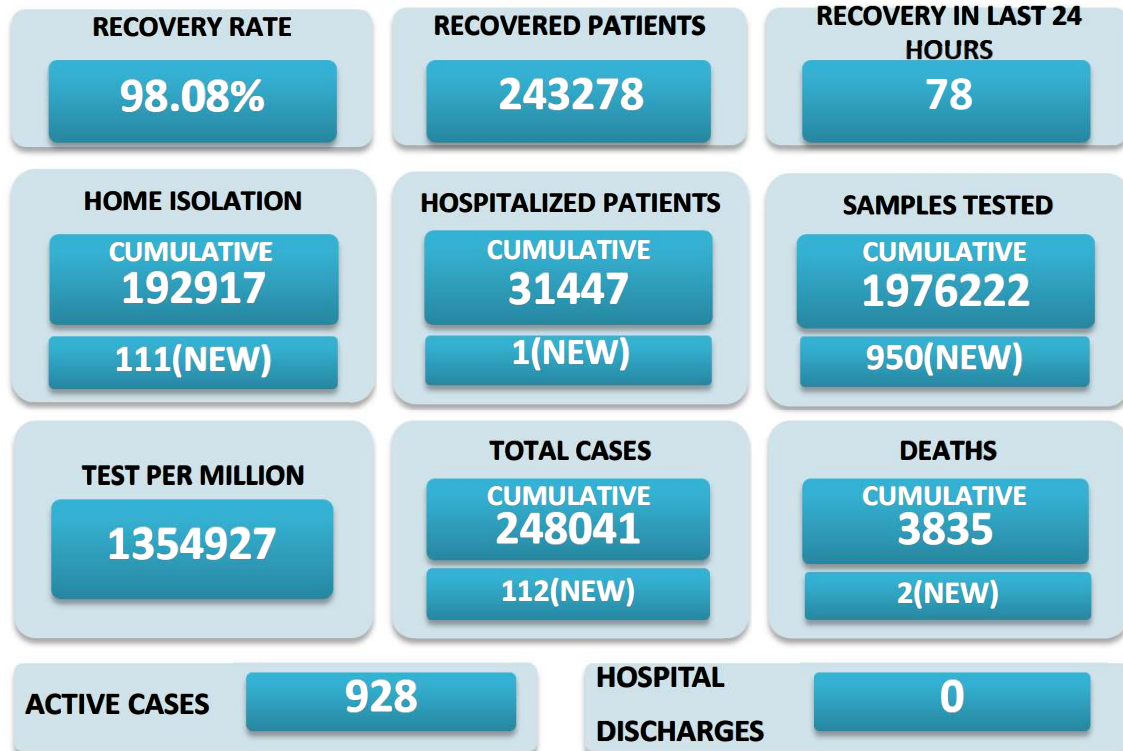 RECOVERY RATE
98.08%
RECOVERED PATIENTS
243278
RECOVERY IN LAST 24
HOURS
78
HOME ISOLATION
CUMULATIVE
192917
111(NEW)
HOSPITALIZED PATIENTS
CUMULATIVE
31447
1(NEW)
SAMPLES TESTED
CUMULATIVE
1976222
950(NEW)
TEST PER MILLION
1354927
TOTAL CASES
CUMULATIVE
248041
112(NEW)
DEATHS
CUMULATIVE
3835
2(NEW)
ACTIVE CASES
928
HOSPITAL
DISCHARGES
0